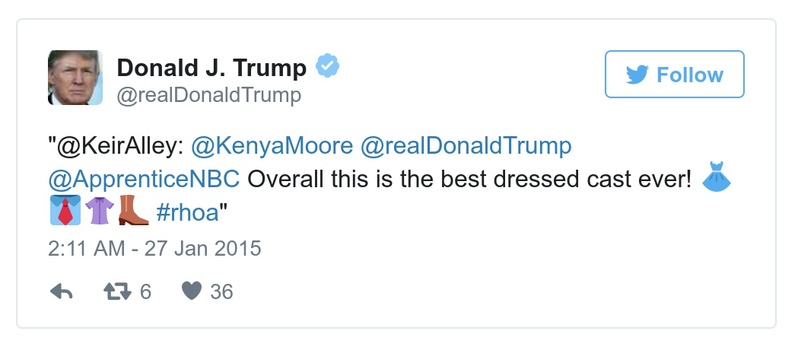 Donald J. Trump
@realDonaldTrump
Follow
"@KeirAlley: @KenyaMoore @realDonaldTrump
@ApprenticeNBC Overall this is the best dressed cast ever! 👗
👔👚👢 #rhoa"
2:11 AM - 27 Jan 2015
6
36